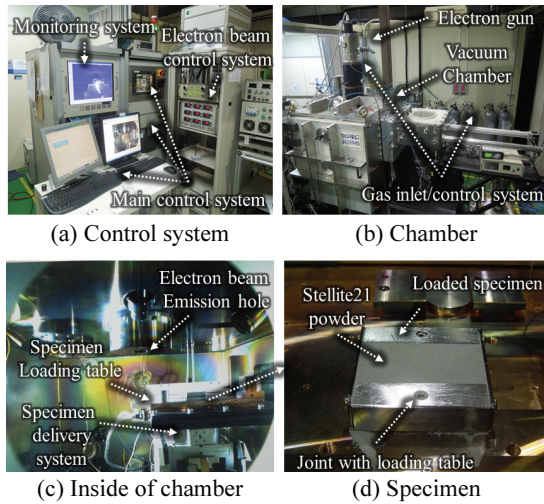 Monitoring system
Electron beam
control system
Main control system
(a) Control system
Electron gun
Vacuum
Chamber
Gas inlet/control system
(b) Chamber
Electron beam
Emission hole
Specimen
Loading table
Specimen
delivery
system
(c) Inside of chamber
Loaded specimen
Stellite21
powder
Joint with loading table
(d) Specimen